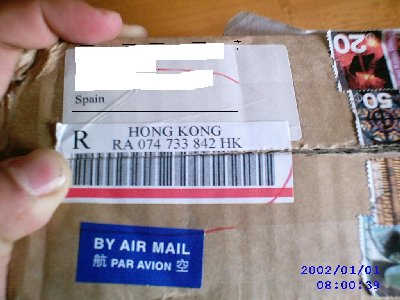 Spain
20
50
R HONG KONG
RA 074 733 842 HK
BY AIR MAIL
航 PAR AVION 空
2002/01/01
08:00:39